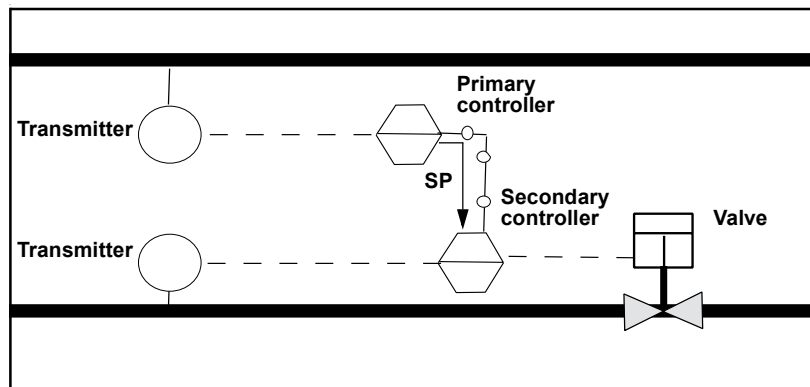 Primary
controller
Transmitter
SP
Secondary
controller
Valve
Transmitter